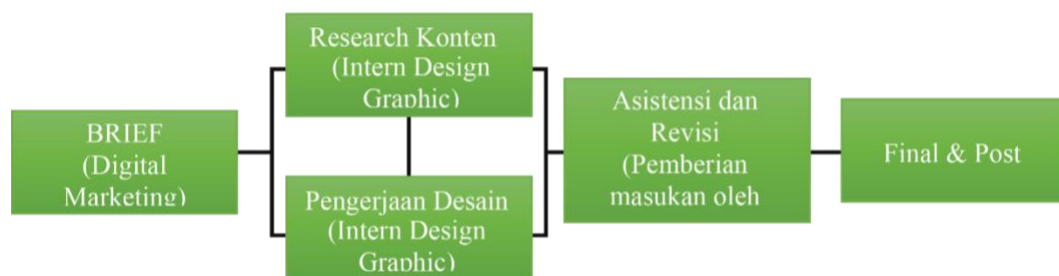 BRIEF
(Digital
Marketing)
Research Konten
(Intern Design
Graphic)
Pengerjaan Desain
(Intern Design
Graphic)
Asistensi dan
Revisi
(Pemberian
masukan oleh
Final & Post